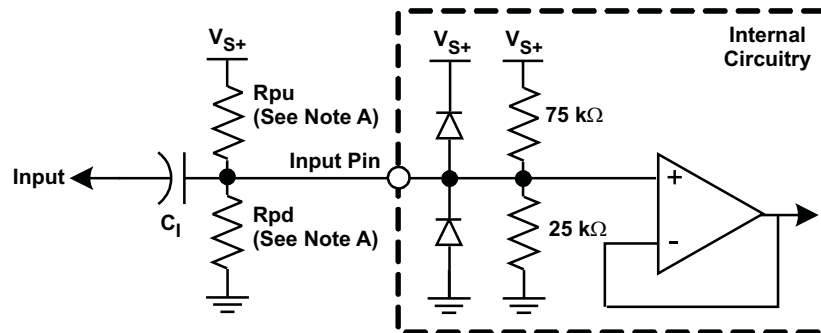 Internal
Circuitry
VS+
VS+
VS+
Rpu
(See Note A)
75 kΩ
Input Pin
Input
+
CI
Rpd
(See Note A)
25 kΩ
-